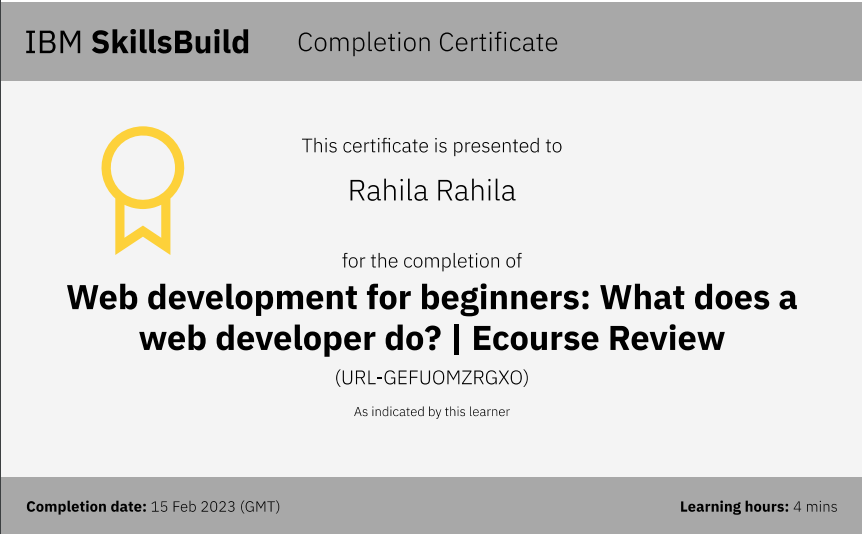 IBM SkillsBuild Completion Certificate
This certificate is presented to
Rahila Rahila
for the completion of
Web development for beginners: What does a
web developer do? | Ecourse Review
(URL-GEFUOMZRGXO)
As indicated by this learner
Completion date: 15 Feb 2023 (GMT) Learning hours: 4 mins